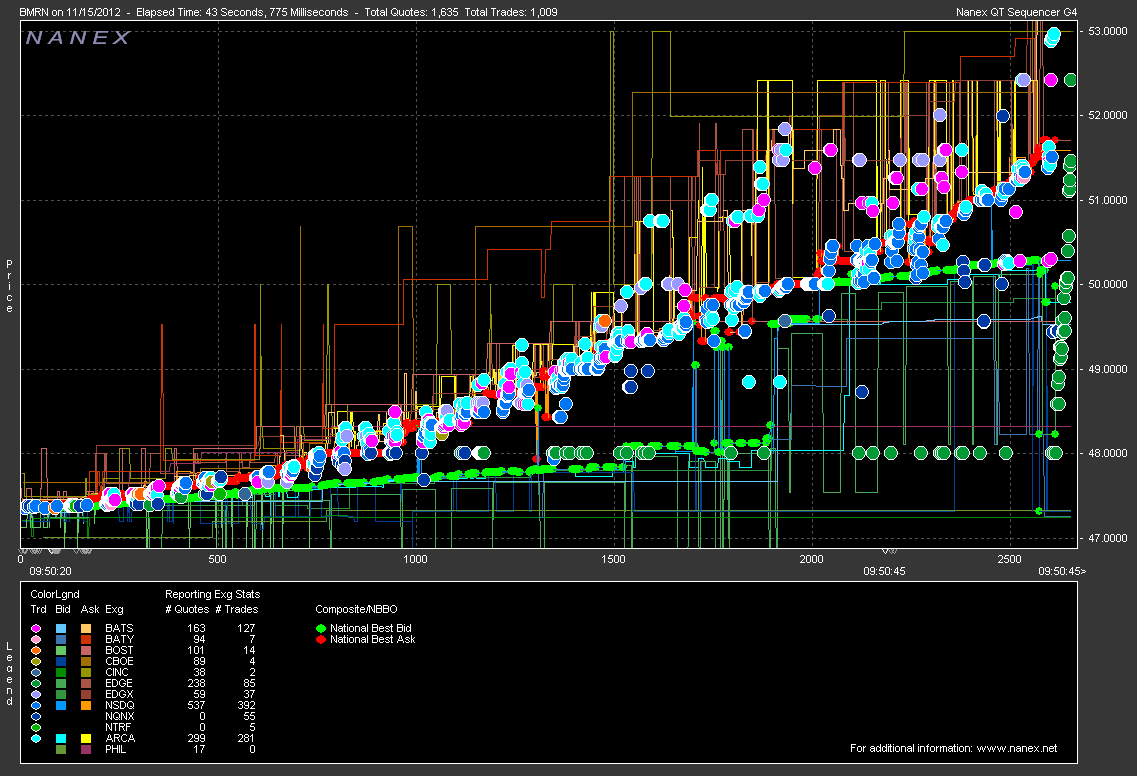 BMRN on 11/15/2012 - Elapsed Time: 43 Seconds, 775 Milliseconds - Total Quotes: 1,635 Total Trades: 1,009
Nanex QT Sequencer G4
NANEX
53.0000
52.0000
51.0000
50.0000
49.0000
48.0000
47.0000
Price
0 500 1000 1500 2000 2500
09:50:20 09:50:45 09:50:45>
Legend
ColorLgnd Reporting Exg Stats
Trd Bid Ask Exg # Quotes # Trades Composite/NBBO
BATS 163 127 National Best Bid
BATY 94 7 National Best Ask
BOST 101 14
CBOE 89 4
CINC 38 2
EDGE 238 85
EDGX 59 37
NSDQ 537 392
NQNX 0 55
NTRF 0 5
ARCA 299 281
PHIL 17 0
For additional information: www.nanex.net